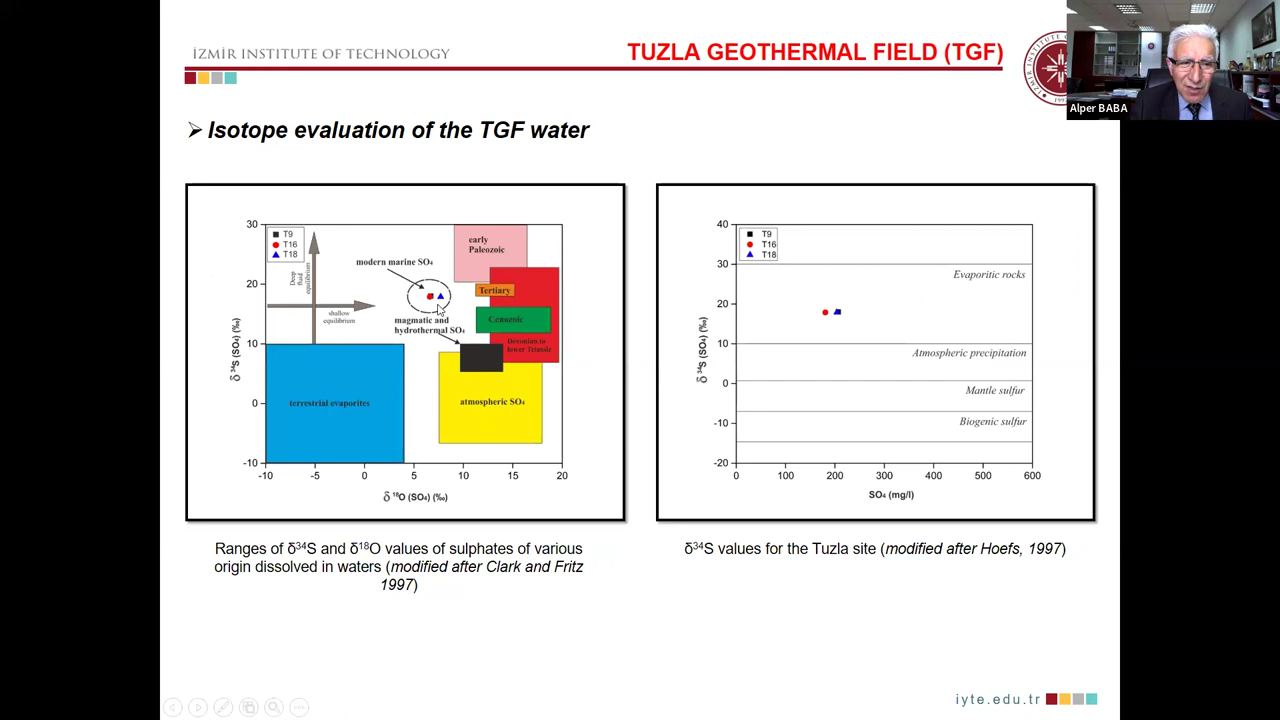 İZMİR INSTITUTE OF TECHNOLOGY
TUZLA GEOTHERMAL FIELD (TGF)
Alper BABA
➢ Isotope evaluation of the TGF water
30
20
10
0
-10
δ ³⁴S (SO₄) (‰)
T9
T16
T18
Deep
fluid
equilibrium
shallow
equilibrium
modern marine SO₄
early
Paleozoic
Tertiary
magmatic and
hydrothermal SO₄
Devonian to
lower Triassic
terrestrial evaporites
atmospheric SO₄
-10 -5 0 5 10 15 20
δ ¹⁸O (SO₄) (‰)
Ranges of δ³⁴S and δ¹⁸O values of sulphates of various
origin dissolved in waters (modified after Clark and Fritz
1997)
40
30
20
10
0
-10
-20
δ ³⁴S (SO₄) (‰)
T9
T16
T18
Evaporitic rocks
Atmospheric precipitation
Mantle sulfur
Biogenic sulfur
0 100 200 300 400 500 600
SO₄ (mg/l)
δ³⁴S values for the Tuzla site (modified after Hoefs, 1997)
iyte.edu.tr